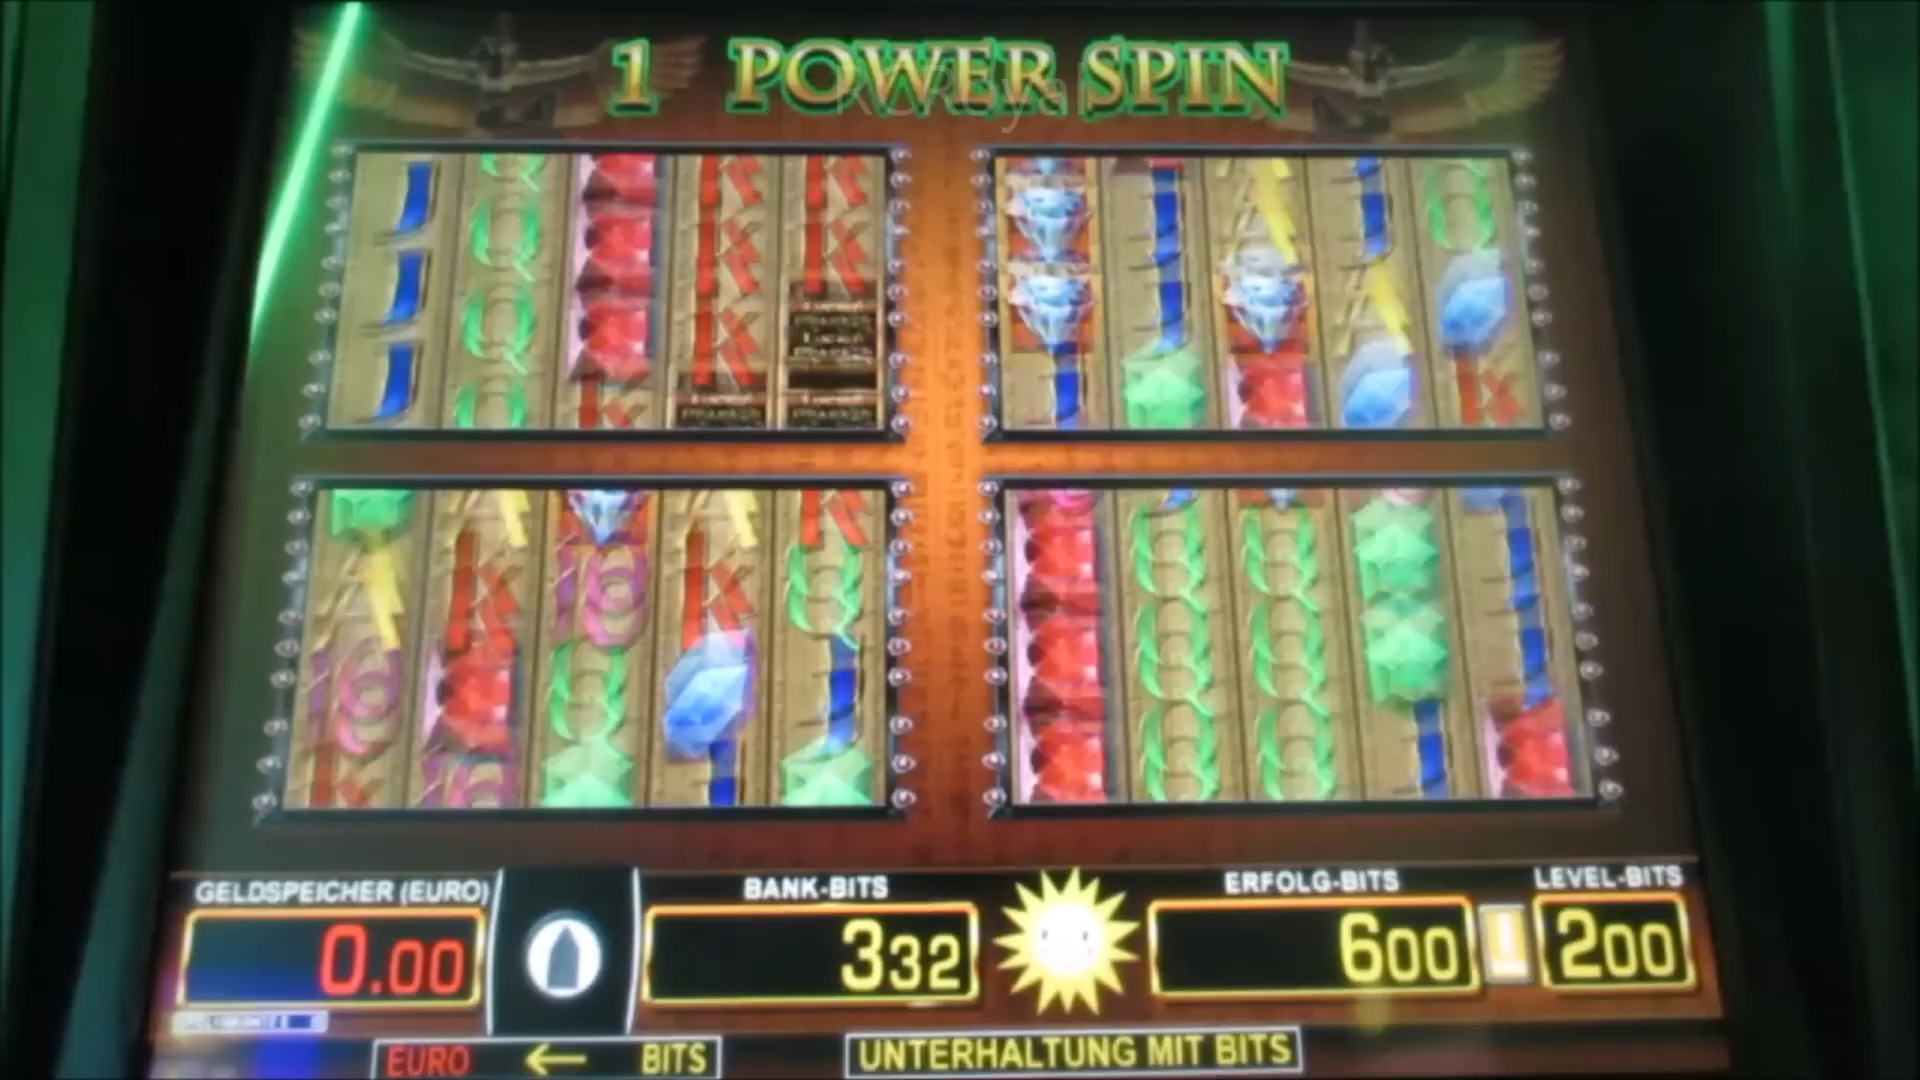 1 POWER SPIN
KCRoyal
GELDSPEICHER (EURO)
BANK-BITS
ERFOLG-BITS
LEVEL-BITS
0.00
332
600
200
EURO ← BITS
UNTERHALTUNG MIT BITS